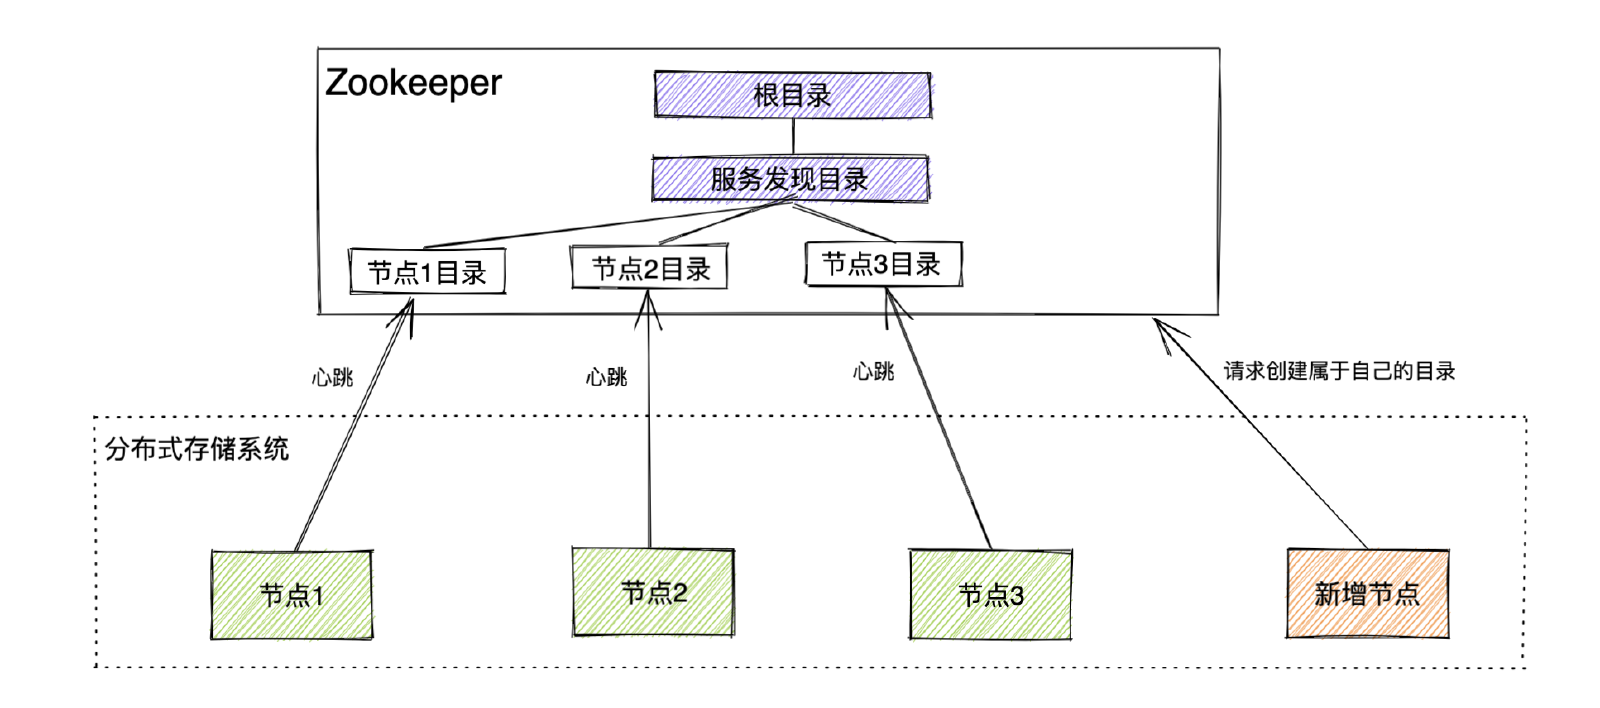 Zookeeper
根目录
服务发现目录
节点1目录
节点2目录
节点3目录
心跳
心跳
心跳
请求创建属于自己的目录
分布式存储系统
节点1
节点2
节点3
新增节点